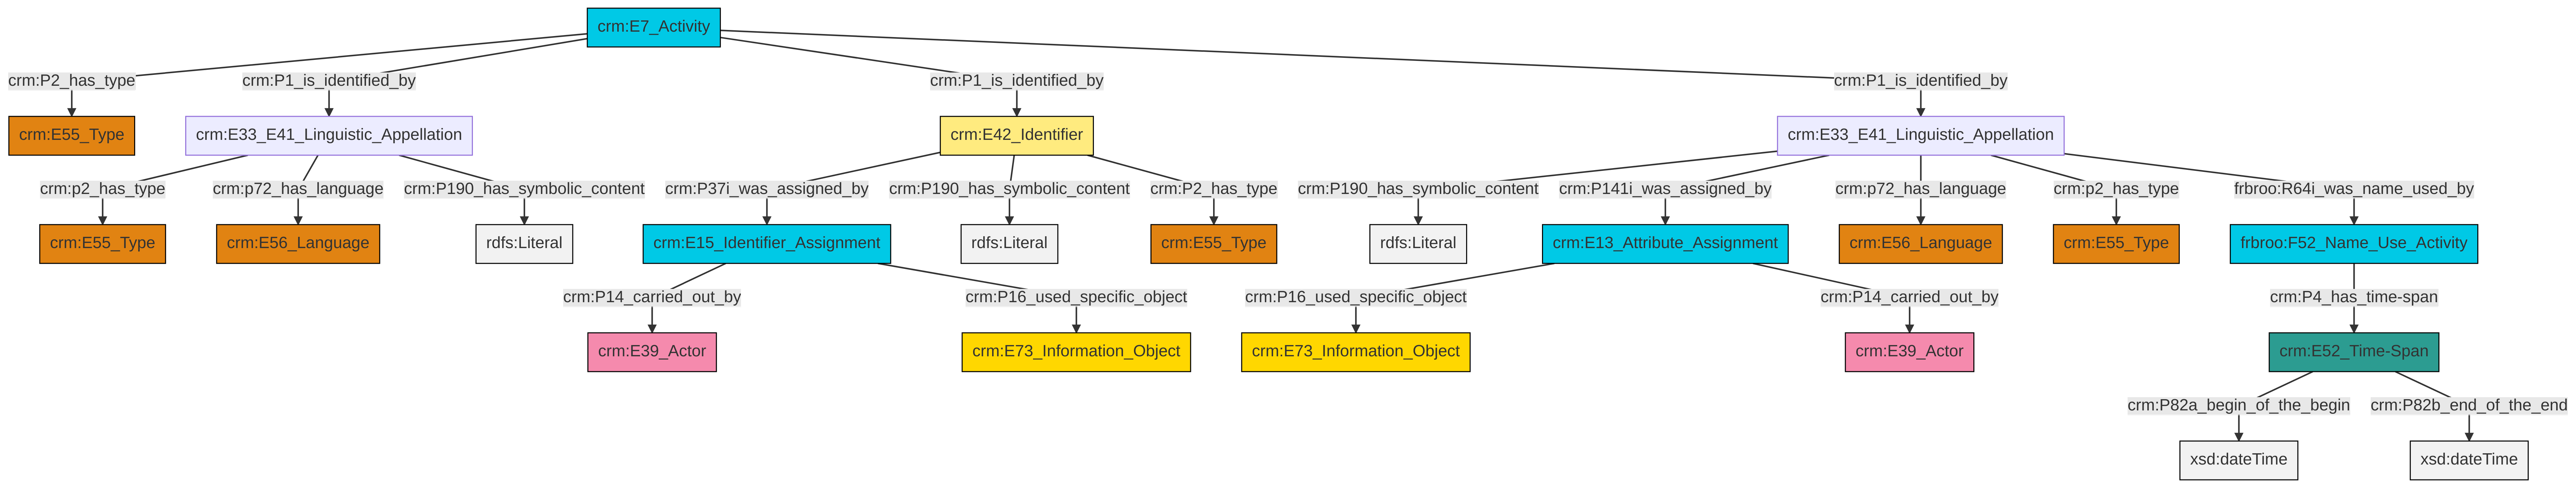 crm:E7_Activity
crm:P2_has_type
crm:P1_is_identified_by
crm:P1_is_identified_by
crm:P1_is_identified_by
crm:E55_Type
crm:E33_E41_Linguistic_Appellation
crm:E42_Identifier
crm:E33_E41_Linguistic_Appellation
crm:p2_has_type
crm:p72_has_language
crm:P190_has_symbolic_content
crm:P37i_was_assigned_by
crm:P190_has_symbolic_content
crm:P2_has_type
crm:P190_has_symbolic_content
crm:P141i_was_assigned_by
crm:p72_has_language
crm:p2_has_type
frbroo:R64i_was_name_used_by
crm:E55_Type
crm:E56_Language
rdfs:Literal
crm:E15_Identifier_Assignment
rdfs:Literal
crm:E55_Type
rdfs:Literal
crm:E13_Attribute_Assignment
crm:E56_Language
crm:E55_Type
frbroo:F52_Name_Use_Activity
crm:P14_carried_out_by
crm:P16_used_specific_object
crm:P16_used_specific_object
crm:P14_carried_out_by
crm:P4_has_time-span
crm:E39_Actor
crm:E73_Information_Object
crm:E73_Information_Object
crm:E39_Actor
crm:E52_Time-Span
crm:P82a_begin_of_the_begin
crm:P82b_end_of_the_end
xsd:dateTime
xsd:dateTime